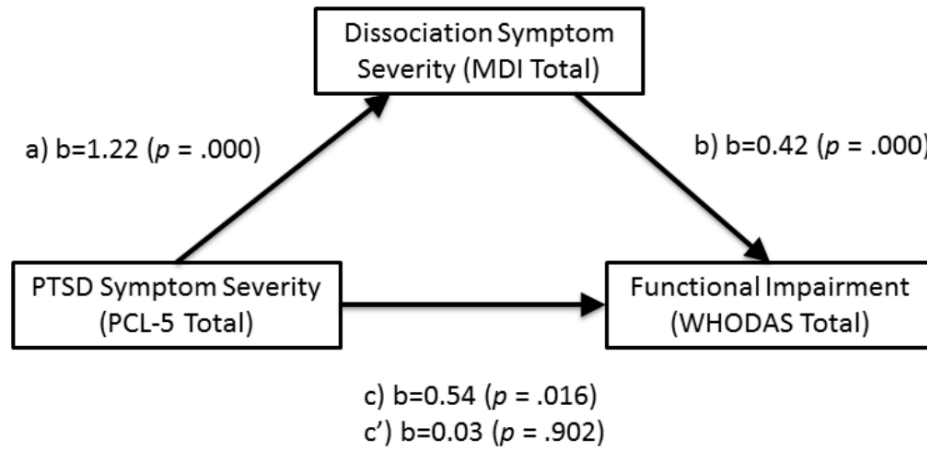 Dissociation Symptom
Severity (MDI Total)
a) b=1.22 (p = .000)
b) b=0.42 (p = .000)
PTSD Symptom Severity
(PCL-5 Total)
Functional Impairment
(WHODAS Total)
c) b=0.54 (p = .016)
c’) b=0.03 (p = .902)